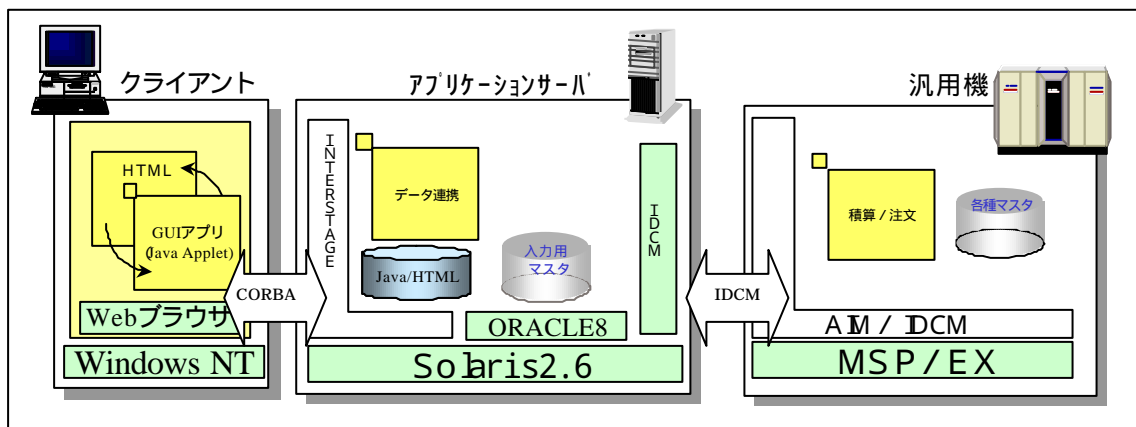 クライアント
HTML
GUIアプリ
(Java Applet)
Webブラウザ
Windows NT
CORBA
ｱﾌﾟﾘｹｰｼｮﾝｻｰﾊﾞ
INTERSTAGE
データ連携
Java/HTML
入力用
マスタ
IDCM
ORACLE8
Solaris2.6
IDCM
汎用機
積算/注文
各種マスタ
AIM/IDCM
MSP/EX